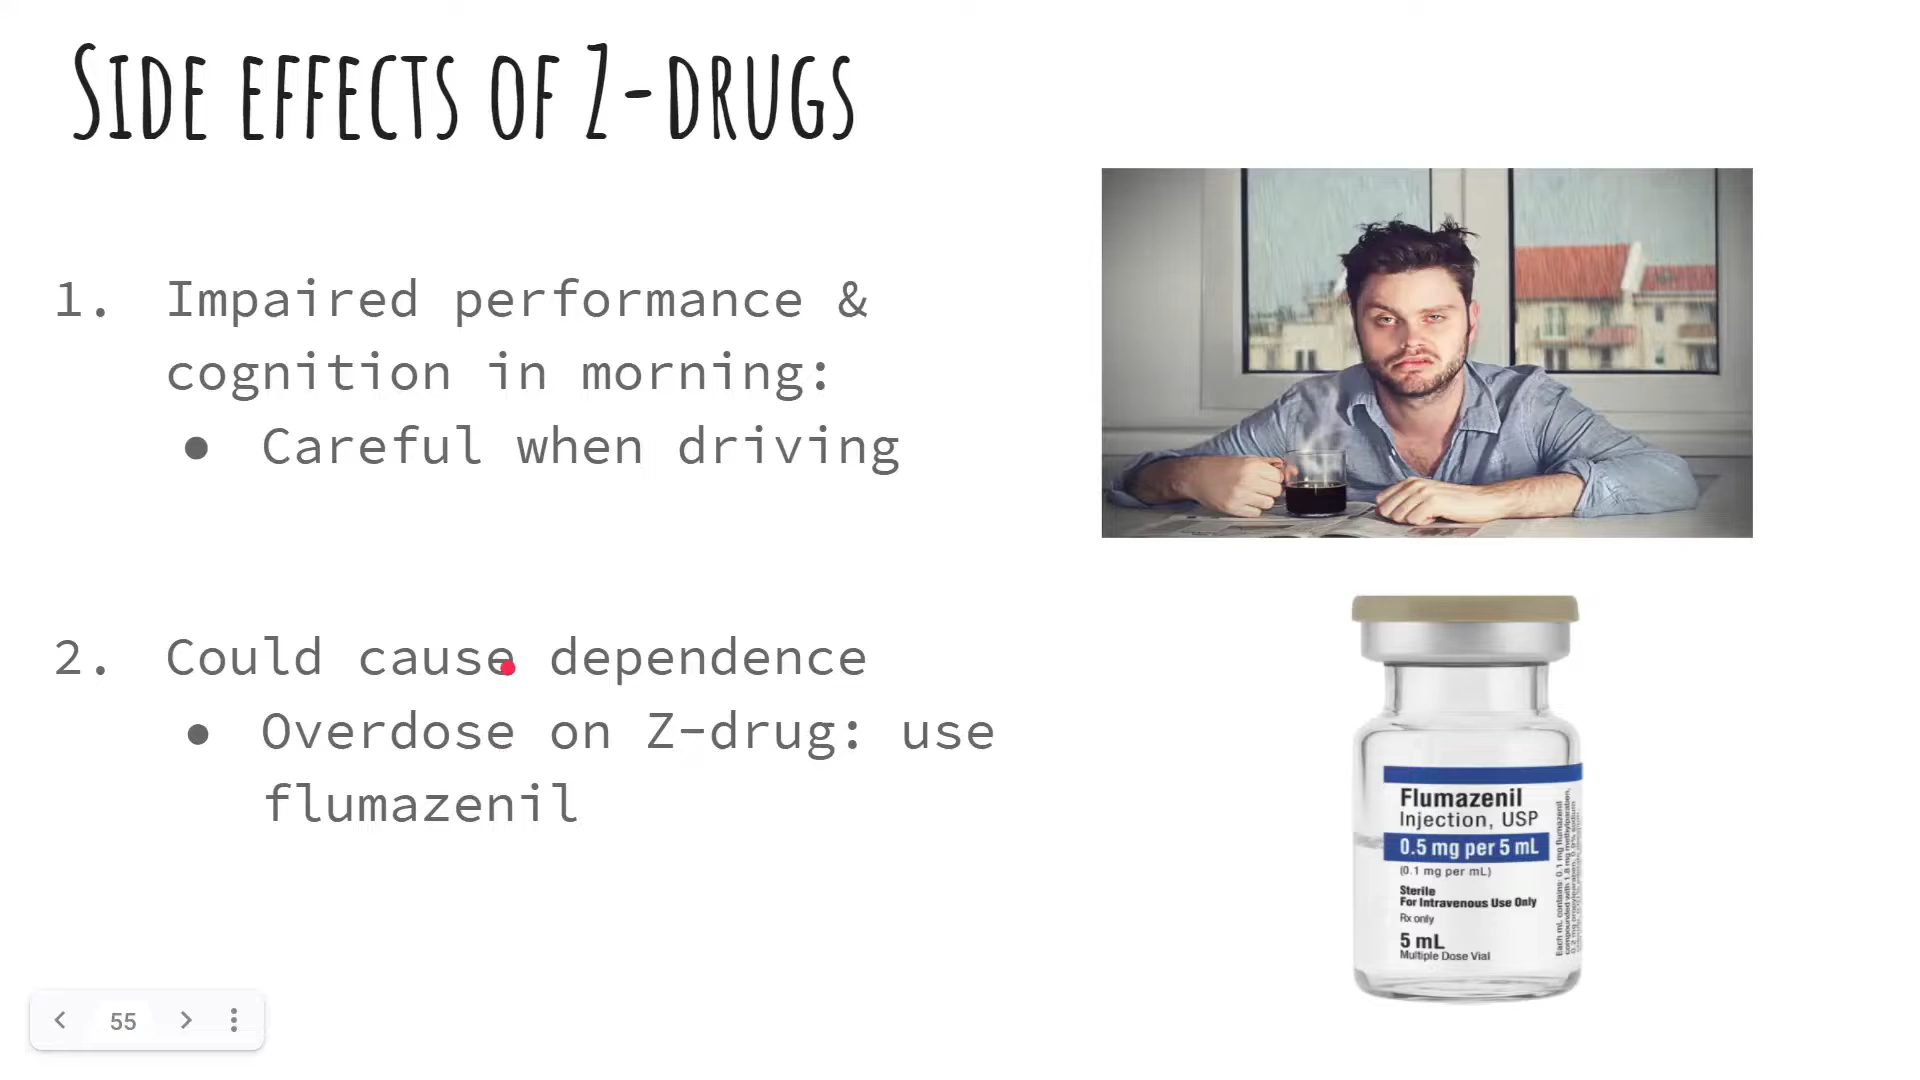 SIDE EFFECTS OF Z-DRUGS
1. Impaired performance &
cognition in morning:
● Careful when driving
2. Could cause dependence
● Overdose on Z-drug: use
flumazenil
Flumazenil
Injection, USP
0.5 mg per 5 mL
(0.1 mg per mL)
Sterile
For Intravenous Use Only
Rx only
5 mL
Multiple Dose Vial
55